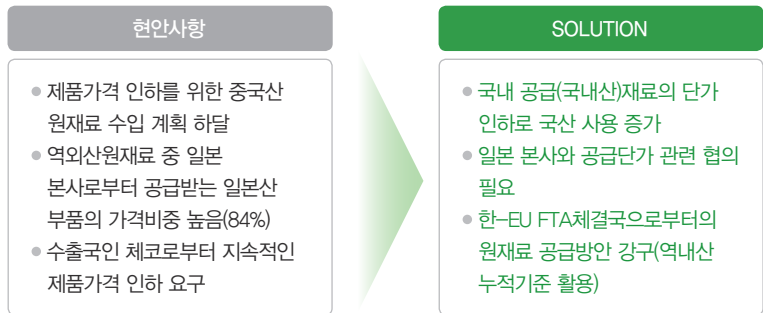 현안사항
● 제품가격 인하를 위한 중국산
원재료 수입 계획 하달
● 역외산원재료 중 일본
본사로부터 공급받는 일본산
부품의 가격비중 높음(84%)
● 수출국인 체코로부터 지속적인
제품가격 인하 요구
SOLUTION
● 국내 공급(국내산)재료의 단가
인하로 국산 사용 증가
● 일본 본사와 공급단가 관련 협의
필요
● 한-EU FTA체결국으로부터의
원재료 공급방안 강구(역내산
누적기준 활용)